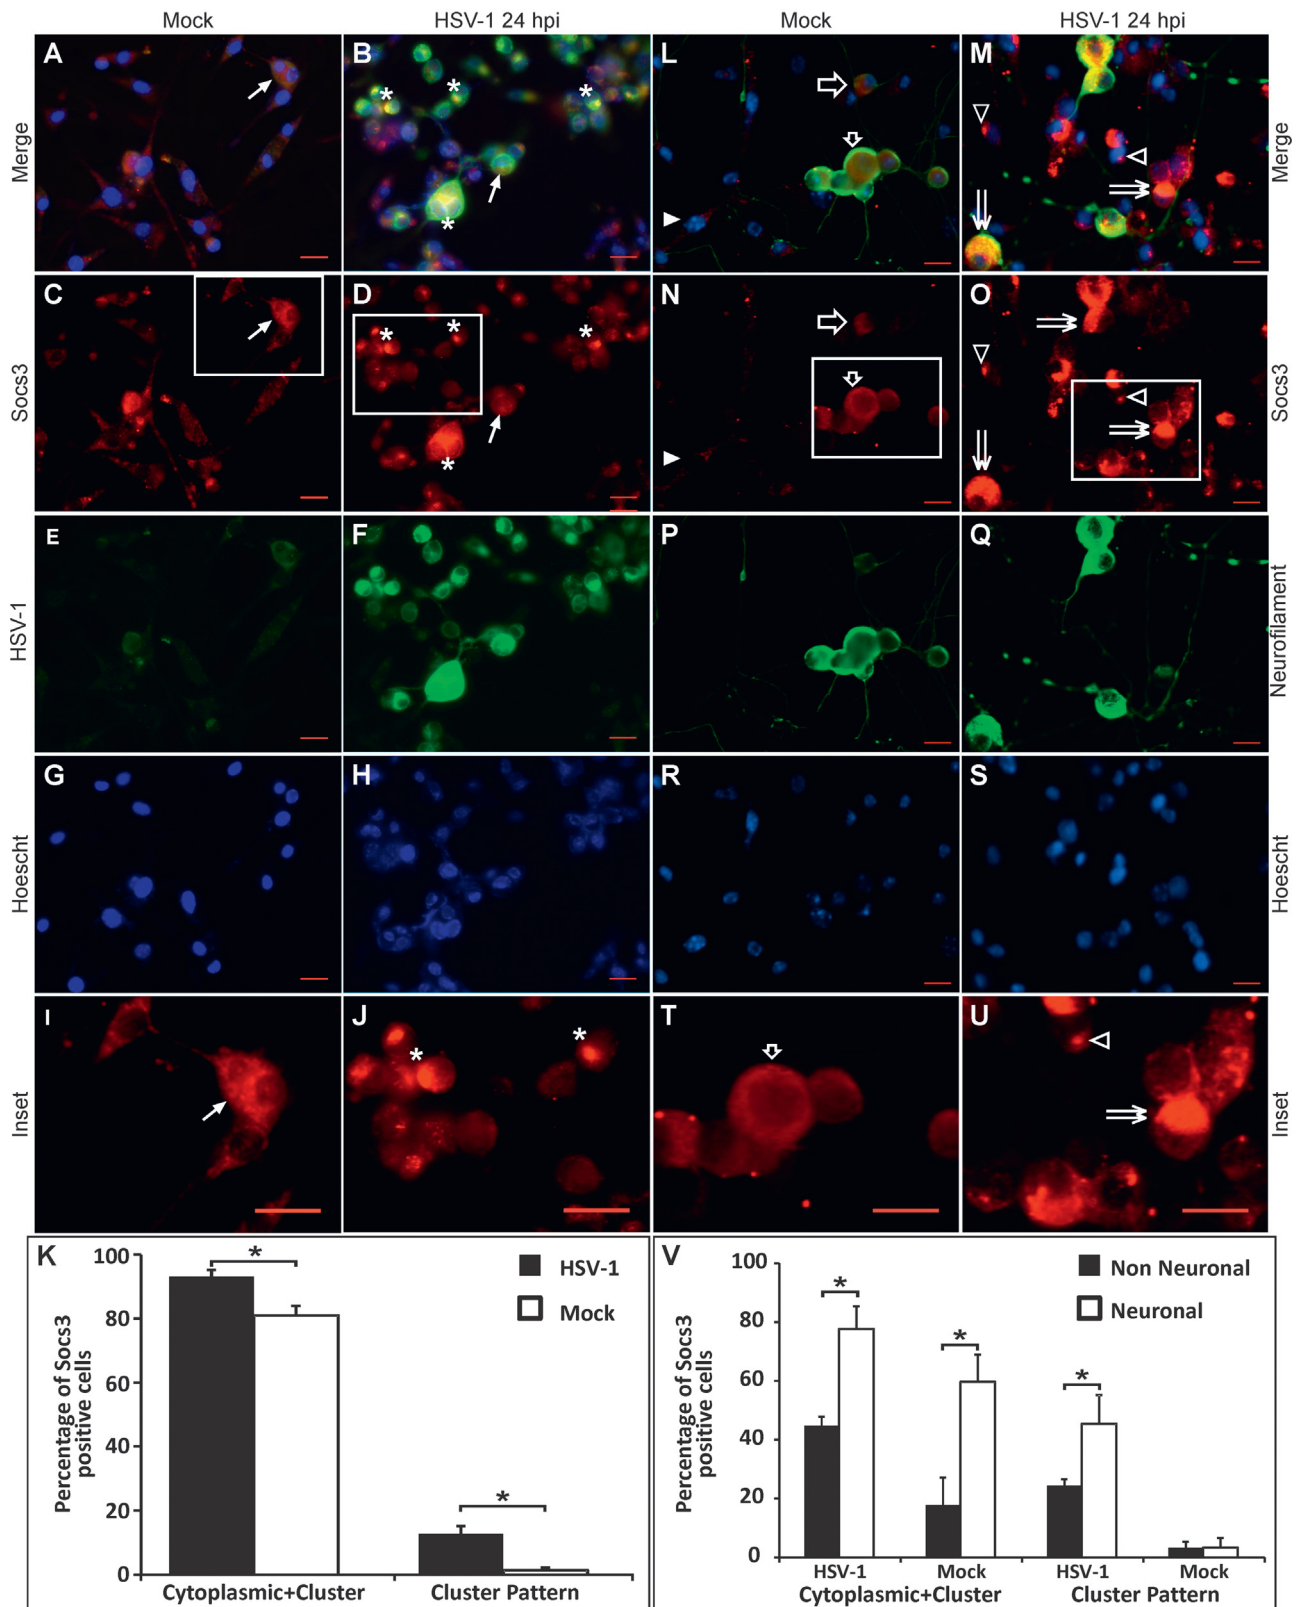 Mock
HSV-1 24 hpi
Mock
HSV-1 24 hpi
A
B
L
M
Merge
Merge
*
*
*
*
C
D
N
O
Socs3
Socs3
*
*
*
*
E
F
P
Q
HSV-1
Neurofilament
G
H
R
S
Hoescht
Hoescht
I
J
T
U
Inset
Inset
*
*
K
Percentage of Socs3
positive cells
100
80
60
40
20
0
*
*
HSV-1
Mock
Cytoplasmic+Cluster
Cluster Pattern
V
Percentage of Socs3
positive cells
100
80
60
40
20
0
*
*
*
Non Neuronal
Neuronal
HSV-1
Mock
HSV-1
Mock
Cytoplasmic+Cluster
Cluster Pattern